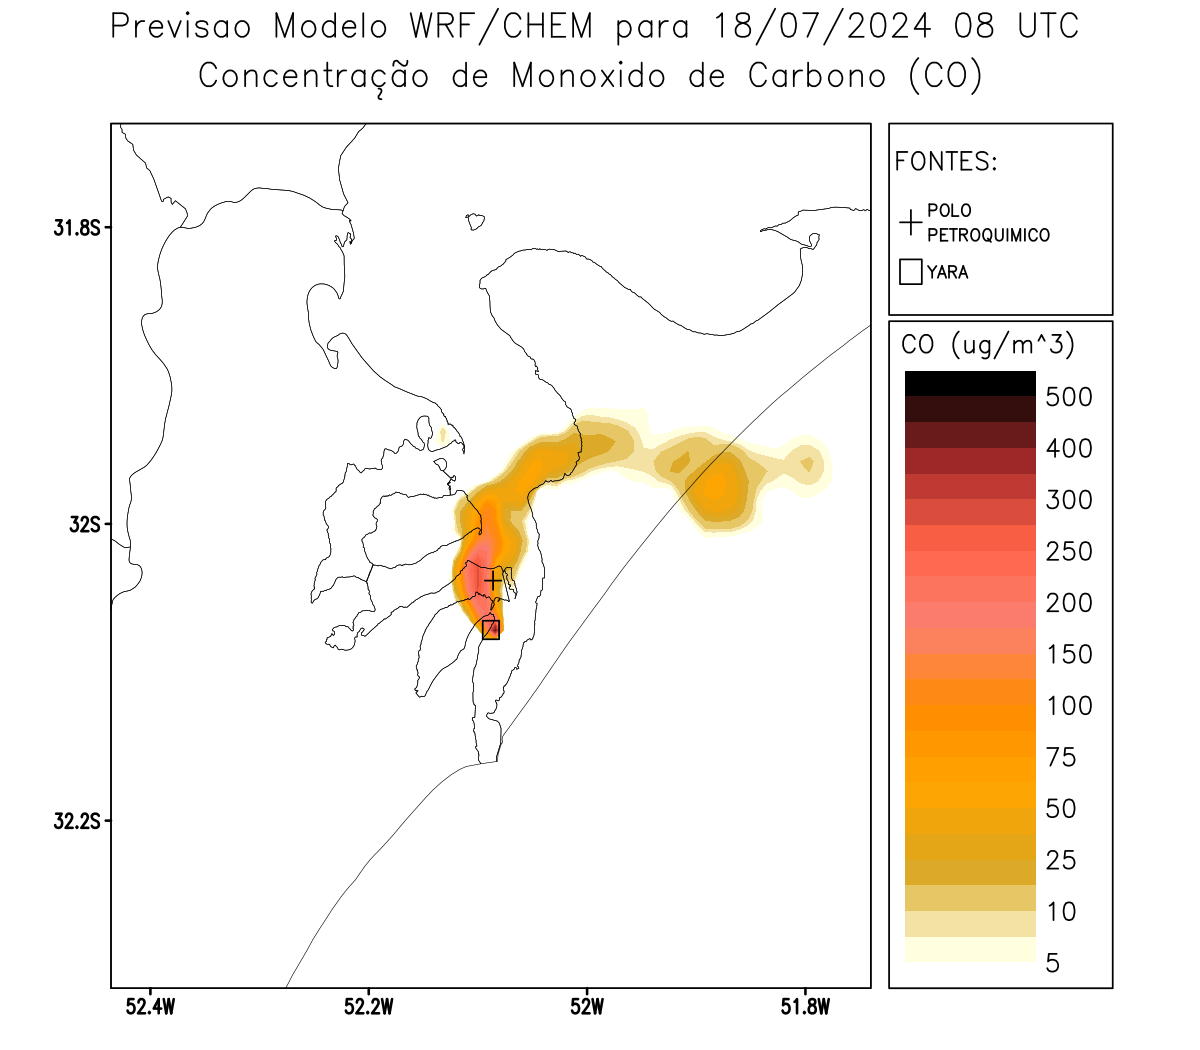 Previsao Modelo WRF/CHEM para 18/07/2024 08 UTC
Concentração de Monoxido de Carbono (CO)
FONTES:
POLO
PETROQUIMICO
YARA
CO (ug/m^3)
500
400
300
250
200
150
100
75
50
25
10
5
31.8S
32S
32.2S
52.4W
52.2W
52W
51.8W